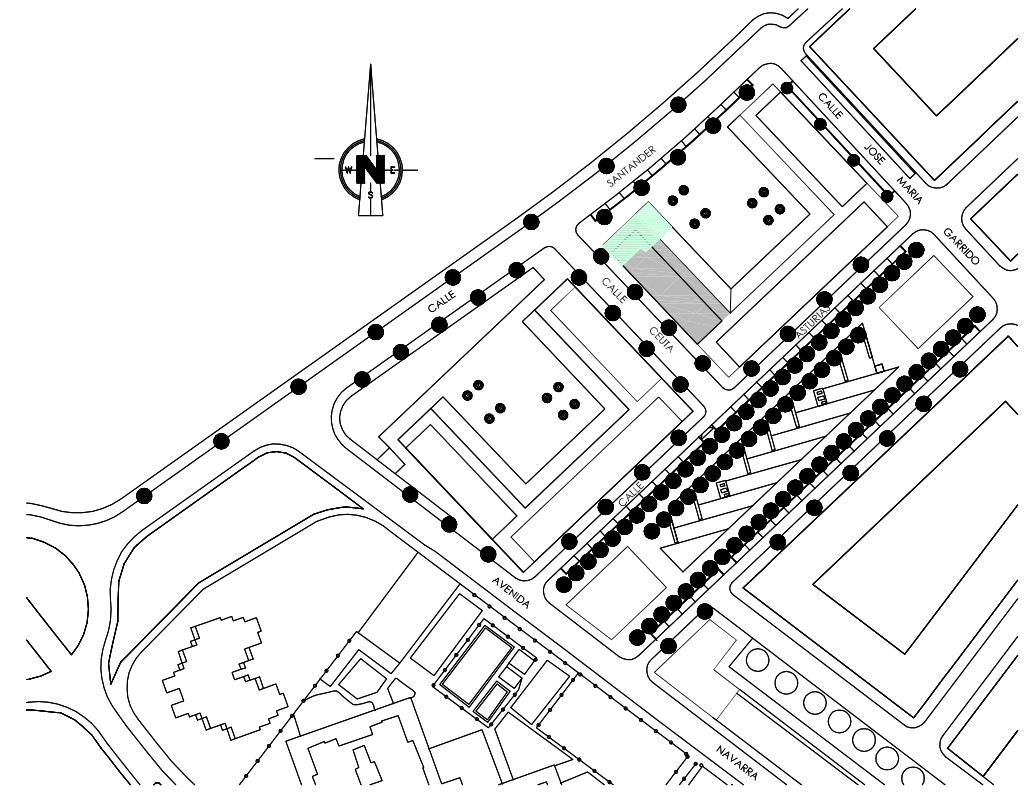 CALLE
JOSE
MARIA
GARRIDO
SANTANDER
N
W
E
S
CALLE
CALLE
CEUTA
ASTURIAS
CALLE
AVENIDA
NAVARRA